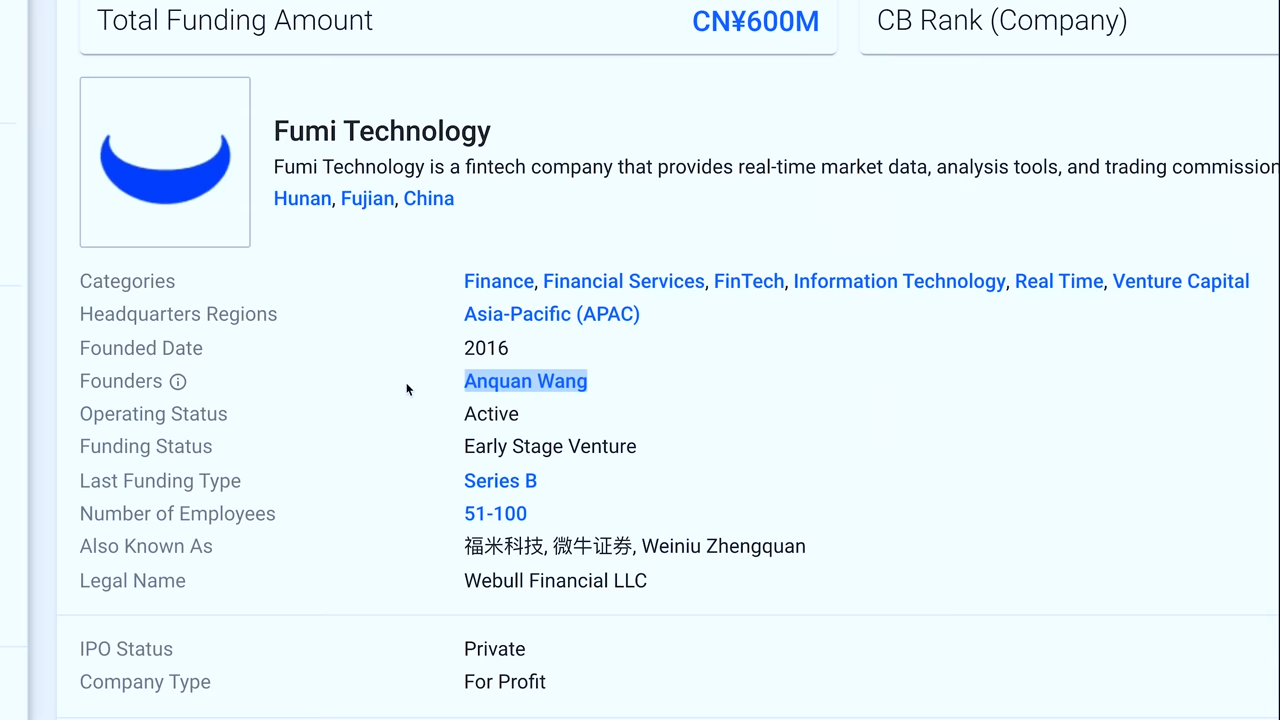 Total Funding Amount CN¥600M CB Rank (Company)
Fumi Technology
Fumi Technology is a fintech company that provides real-time market data, analysis tools, and trading commission
Hunan, Fujian, China
Categories Finance, Financial Services, FinTech, Information Technology, Real Time, Venture Capital
Headquarters Regions Asia-Pacific (APAC)
Founded Date 2016
Founders Anquan Wang
Operating Status Active
Funding Status Early Stage Venture
Last Funding Type Series B
Number of Employees 51-100
Also Known As 福米科技, 微牛证券, Weiniu Zhengquan
Legal Name Webull Financial LLC
IPO Status Private
Company Type For Profit